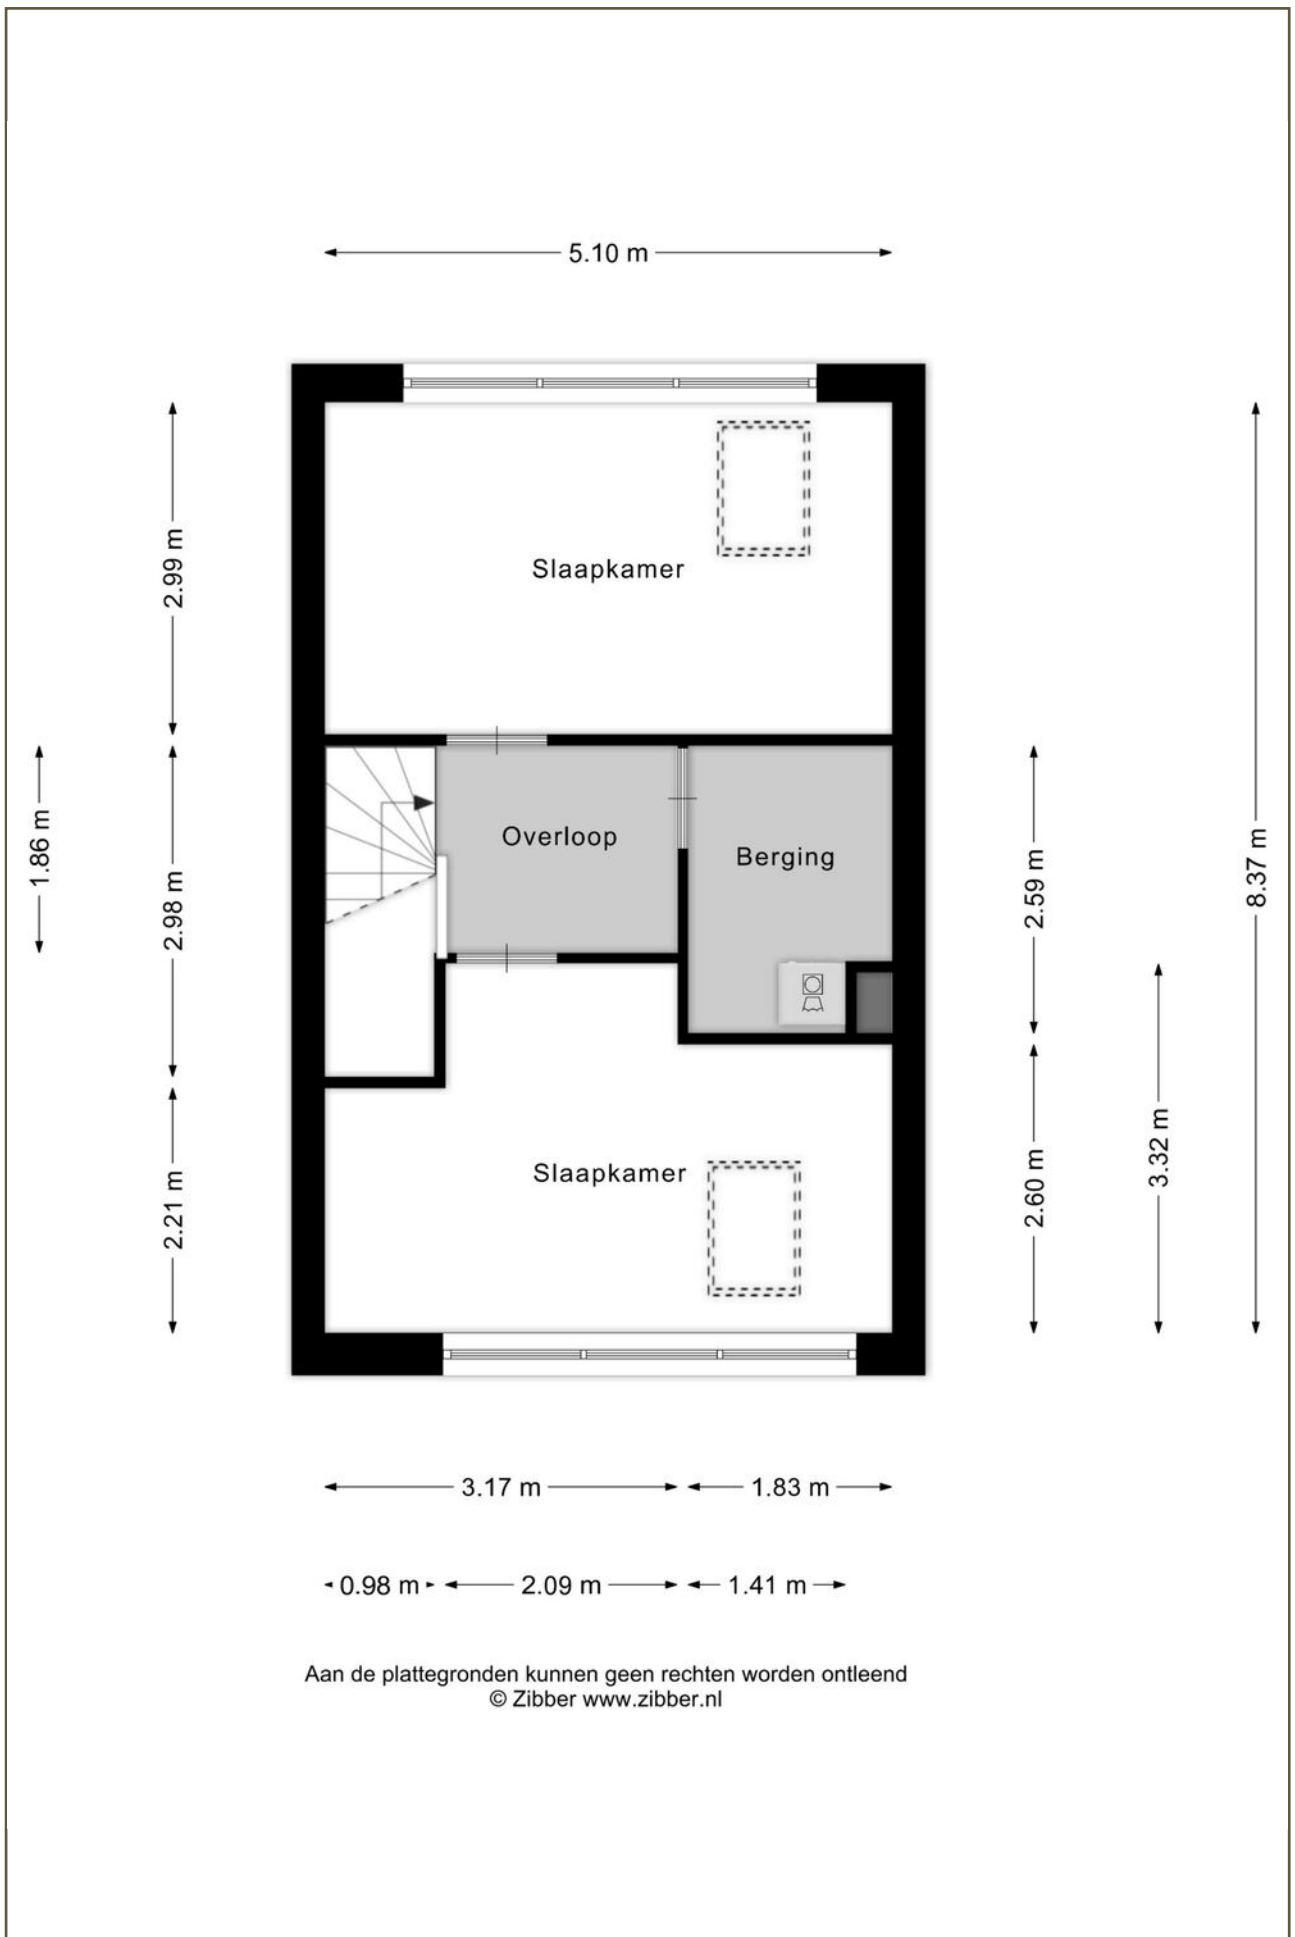 5.10 m
2.99 m
Slaapkamer
1.86 m
2.98 m
Overloop
Berging
2.59 m
8.37 m
2.21 m
Slaapkamer
2.60 m
3.32 m
3.17 m
1.83 m
0.98 m
2.09 m
1.41 m
Aan de plattegronden kunnen geen rechten worden ontleend
© Zibber www.zibber.nl